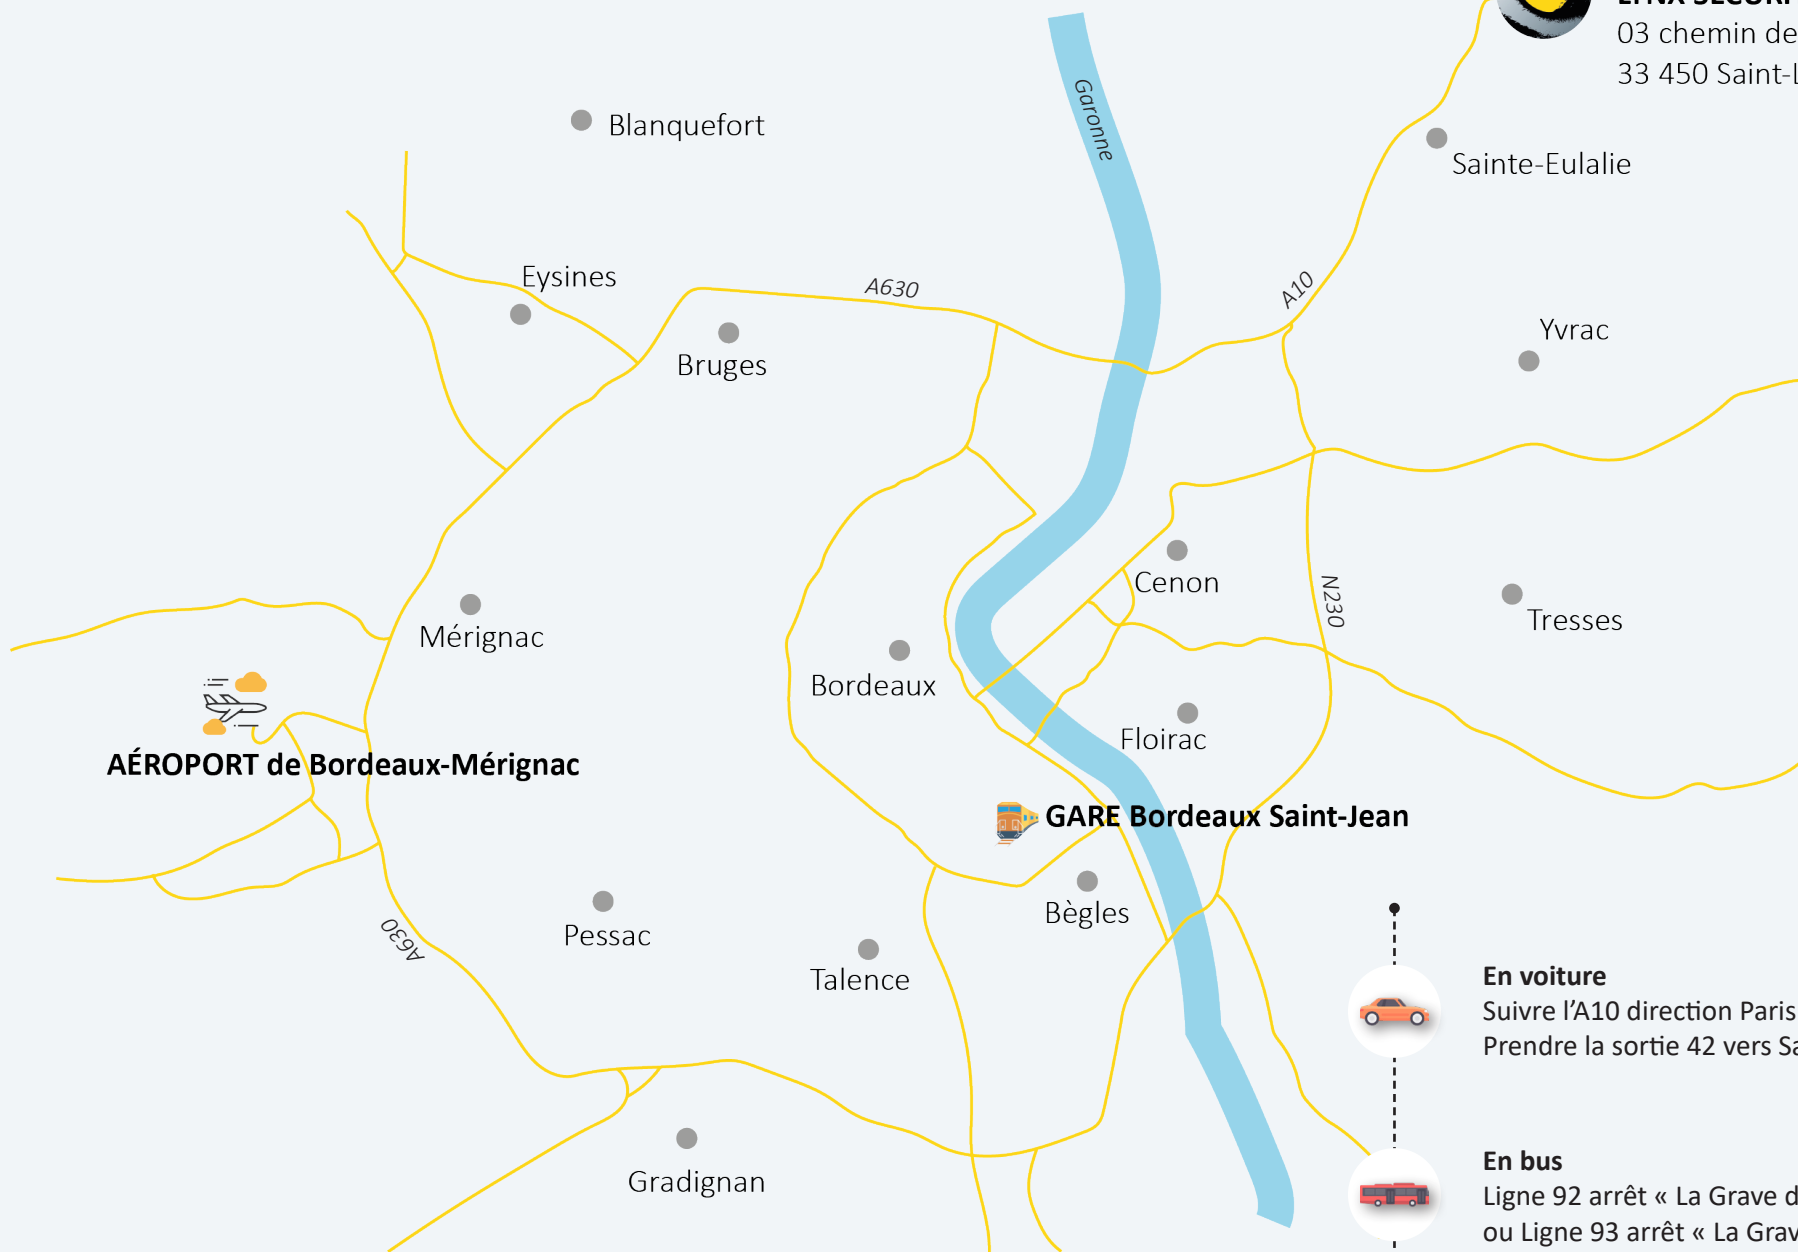 03 chemin de
33 450 Saint-L
Garonne
Blanquefort
Sainte-Eulalie
Eysines
A630
A10
Yvrac
Bruges
Cenon
N230
Tresses
Mérignac
Bordeaux
Floirac
AÉROPORT de Bordeaux-Mérignac
GARE Bordeaux Saint-Jean
Bègles
Pessac
A630
Talence
En voiture
Suivre l’A10 direction Paris
Prendre la sortie 42 vers Sa
Gradignan
En bus
Ligne 92 arrêt « La Grave d
ou Ligne 93 arrêt « La Grav